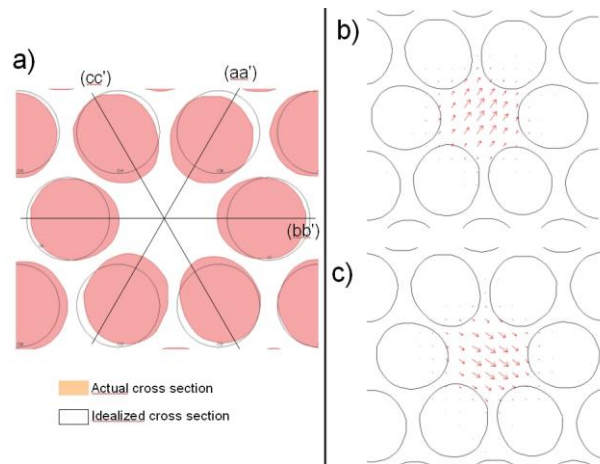 a)
(cc')
(aa')
(bb')
Actual cross section
Idealized cross section
b)
c)